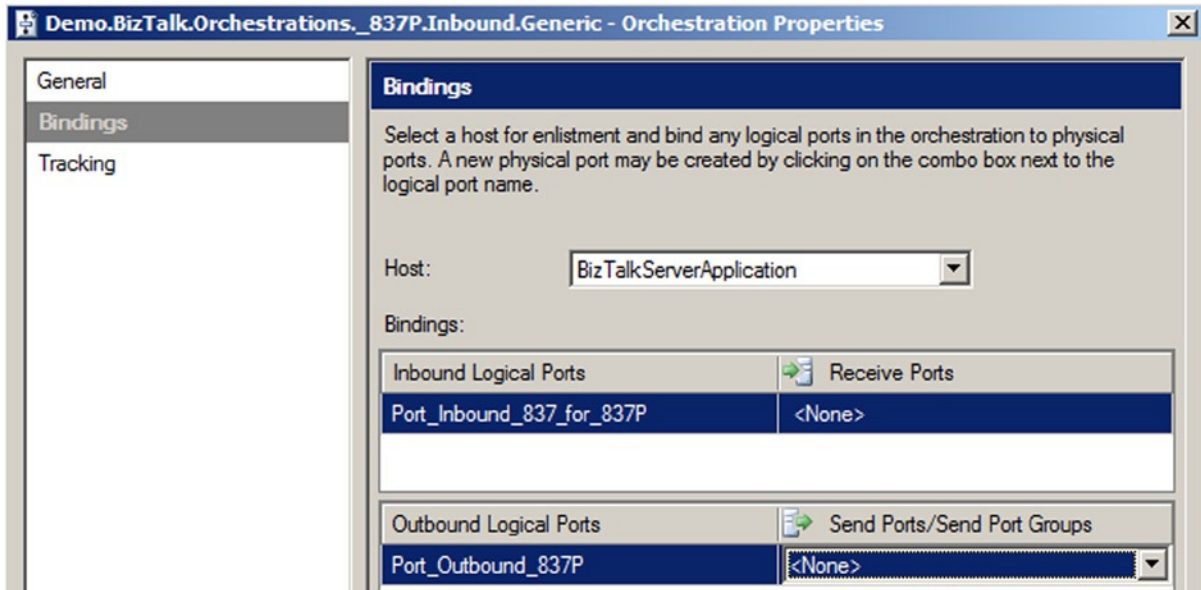 Demo.BizTalk.Orchestrations._837P.Inbound.Generic - Orchestration Properties
General
Bindings
Tracking
Bindings
Select a host for enlistment and bind any logical ports in the orchestration to physical
ports. A new physical port may be created by clicking on the combo box next to the
logical port name.
Host: BizTalkServerApplication
Bindings:
Inbound Logical Ports Receive Ports
Port_Inbound_837_for_837P <None>
Outbound Logical Ports Send Ports/Send Port Groups
Port_Outbound_837P <None>